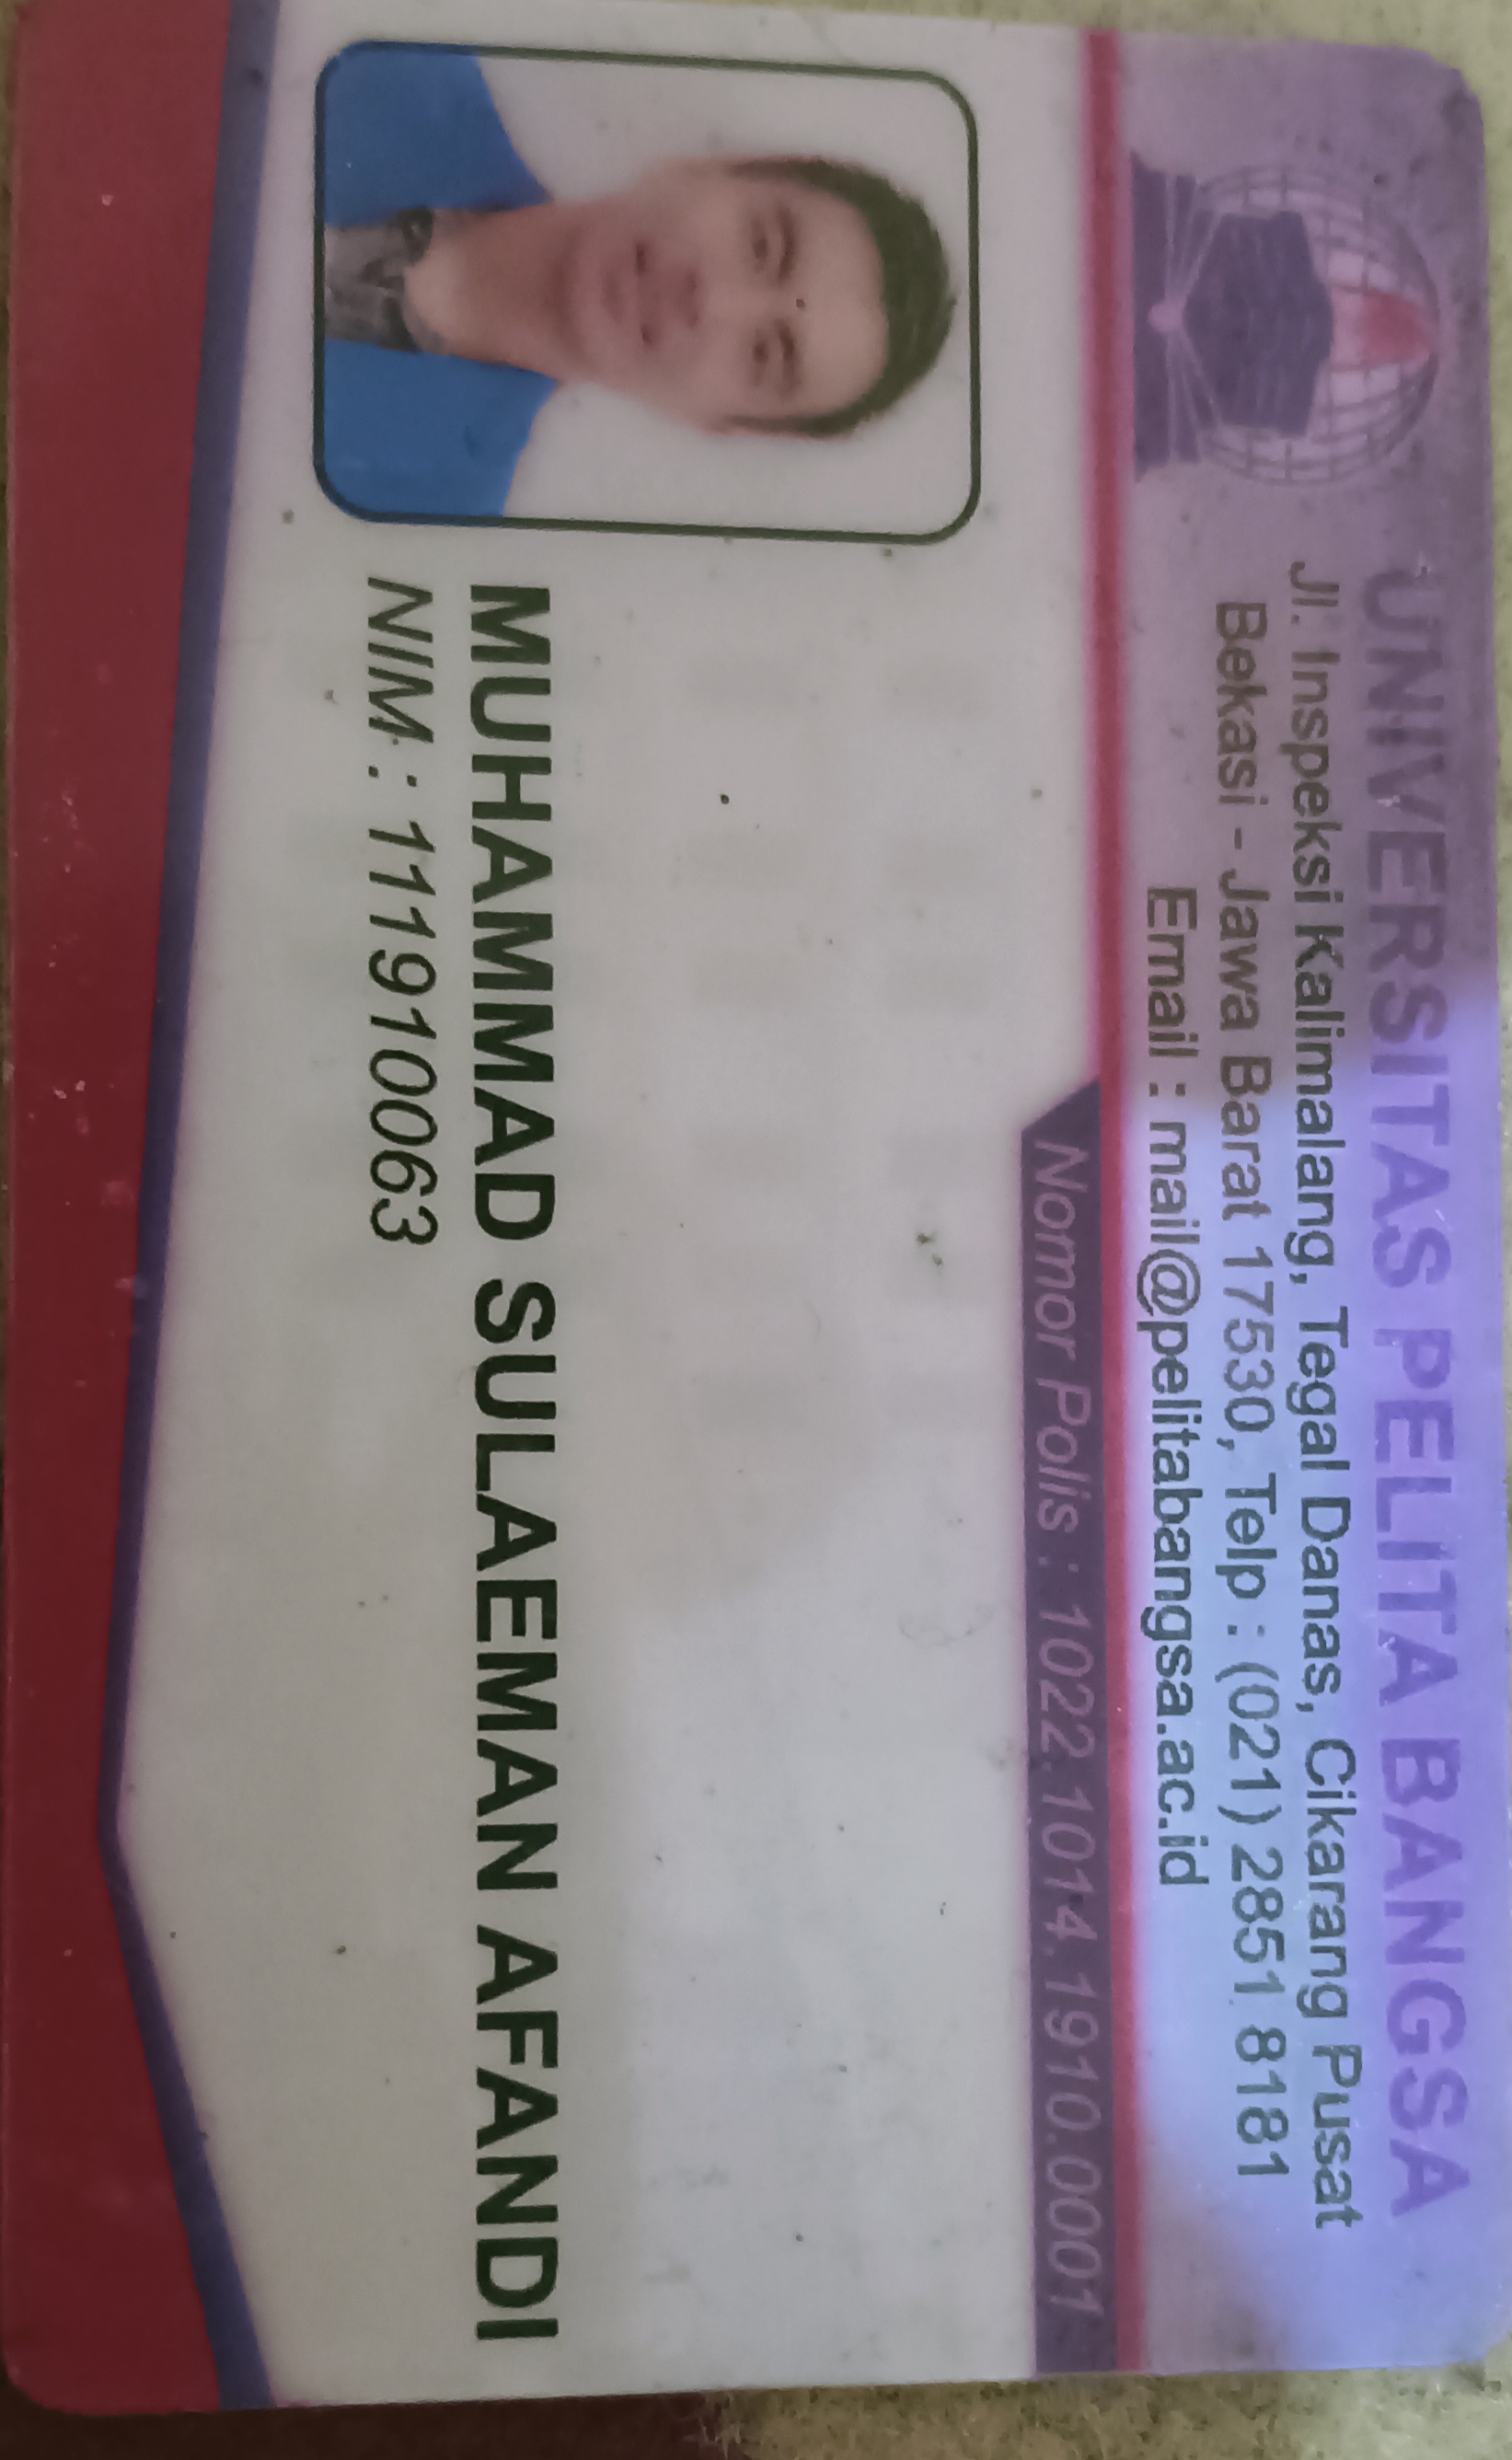 UNIVERSITAS PELITA BANGSA
Jl. Inspeksi Kalimalang, Tegal Danas, Cikarang Pusat
Bekasi - Jawa Barat 17530, Telp : (021) 2851 8181
Email : mail@pelitabangsa.ac.id
Nomor Polis : 1022.1014.1910.0001
MUHAMMAD SULAEMAN AFANDI
NIM : 111910063